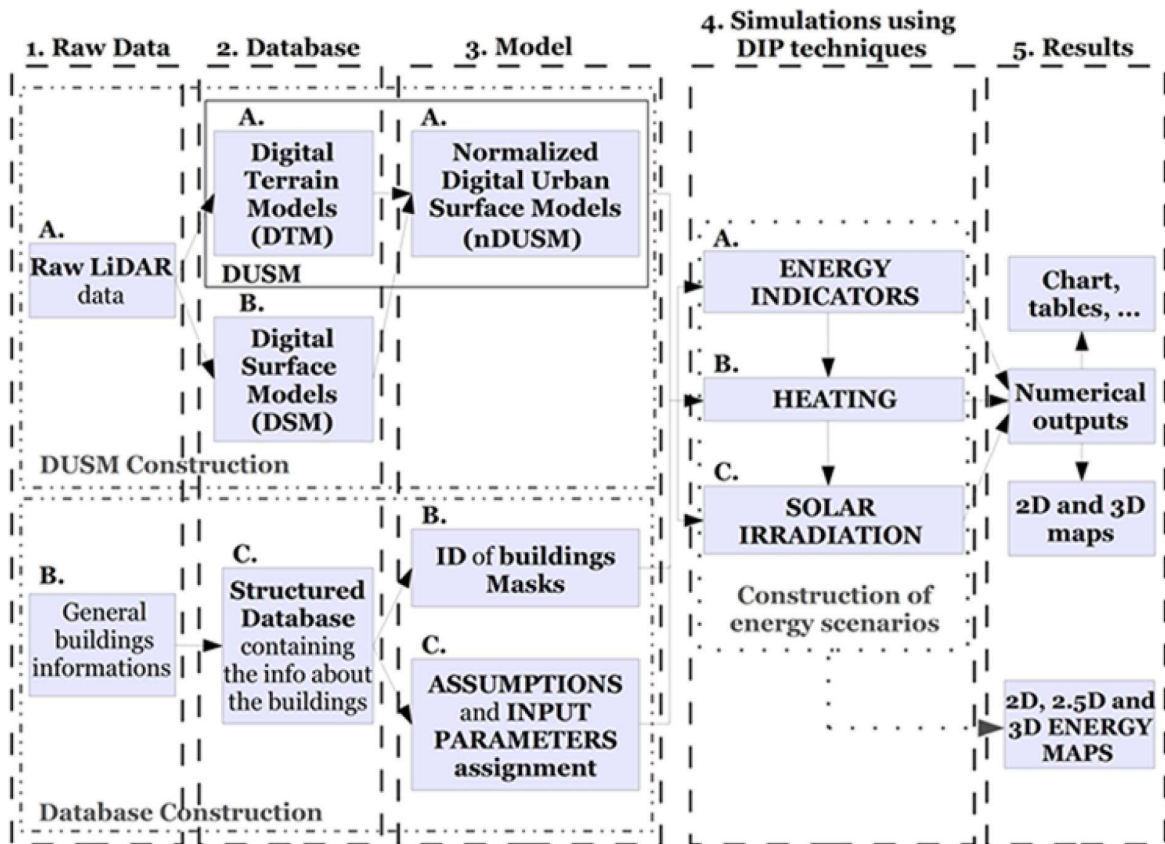 1. Raw Data
2. Database
3. Model
4. Simulations using
DIP techniques
5. Results
A.
Raw LiDAR
data
A.
Digital
Terrain
Models
(DTM)
DUSM
B.
Digital
Surface
Models
(DSM)
A.
Normalized
Digital Urban
Surface Models
(nDUSM)
DUSM Construction
B.
General
buildings
informations
C.
Structured
Database
containing
the info about
the buildings
B.
ID of buildings
Masks
C.
ASSUMPTIONS
and INPUT
PARAMETERS
assignment
Database Construction
A.
ENERGY
INDICATORS
B.
HEATING
C.
SOLAR
IRRADIATION
Construction of
energy scenarios
Chart,
tables, ...
Numerical
outputs
2D and 3D
maps
2D, 2.5D and
3D ENERGY
MAPS